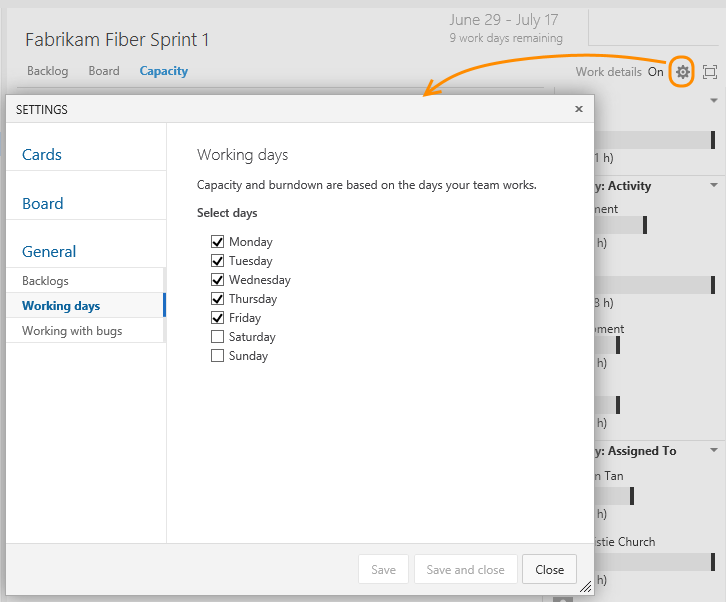 June 29 - July 17
Fabrikam Fiber Sprint 1
9 work days remaining
Backlog Board Capacity
Work details On
SETTINGS
Cards
Board
General
Backlogs
Working days
Working with bugs
Working days
Capacity and burndown are based on the days your team works.
Select days
Monday
Tuesday
Wednesday
Thursday
Friday
Saturday
Sunday
Save Save and close Close
1 h)
y: Activity
ment
h)
8 h)
pment
h)
h)
y: Assigned To
n Tan
h)
stie Church
h)